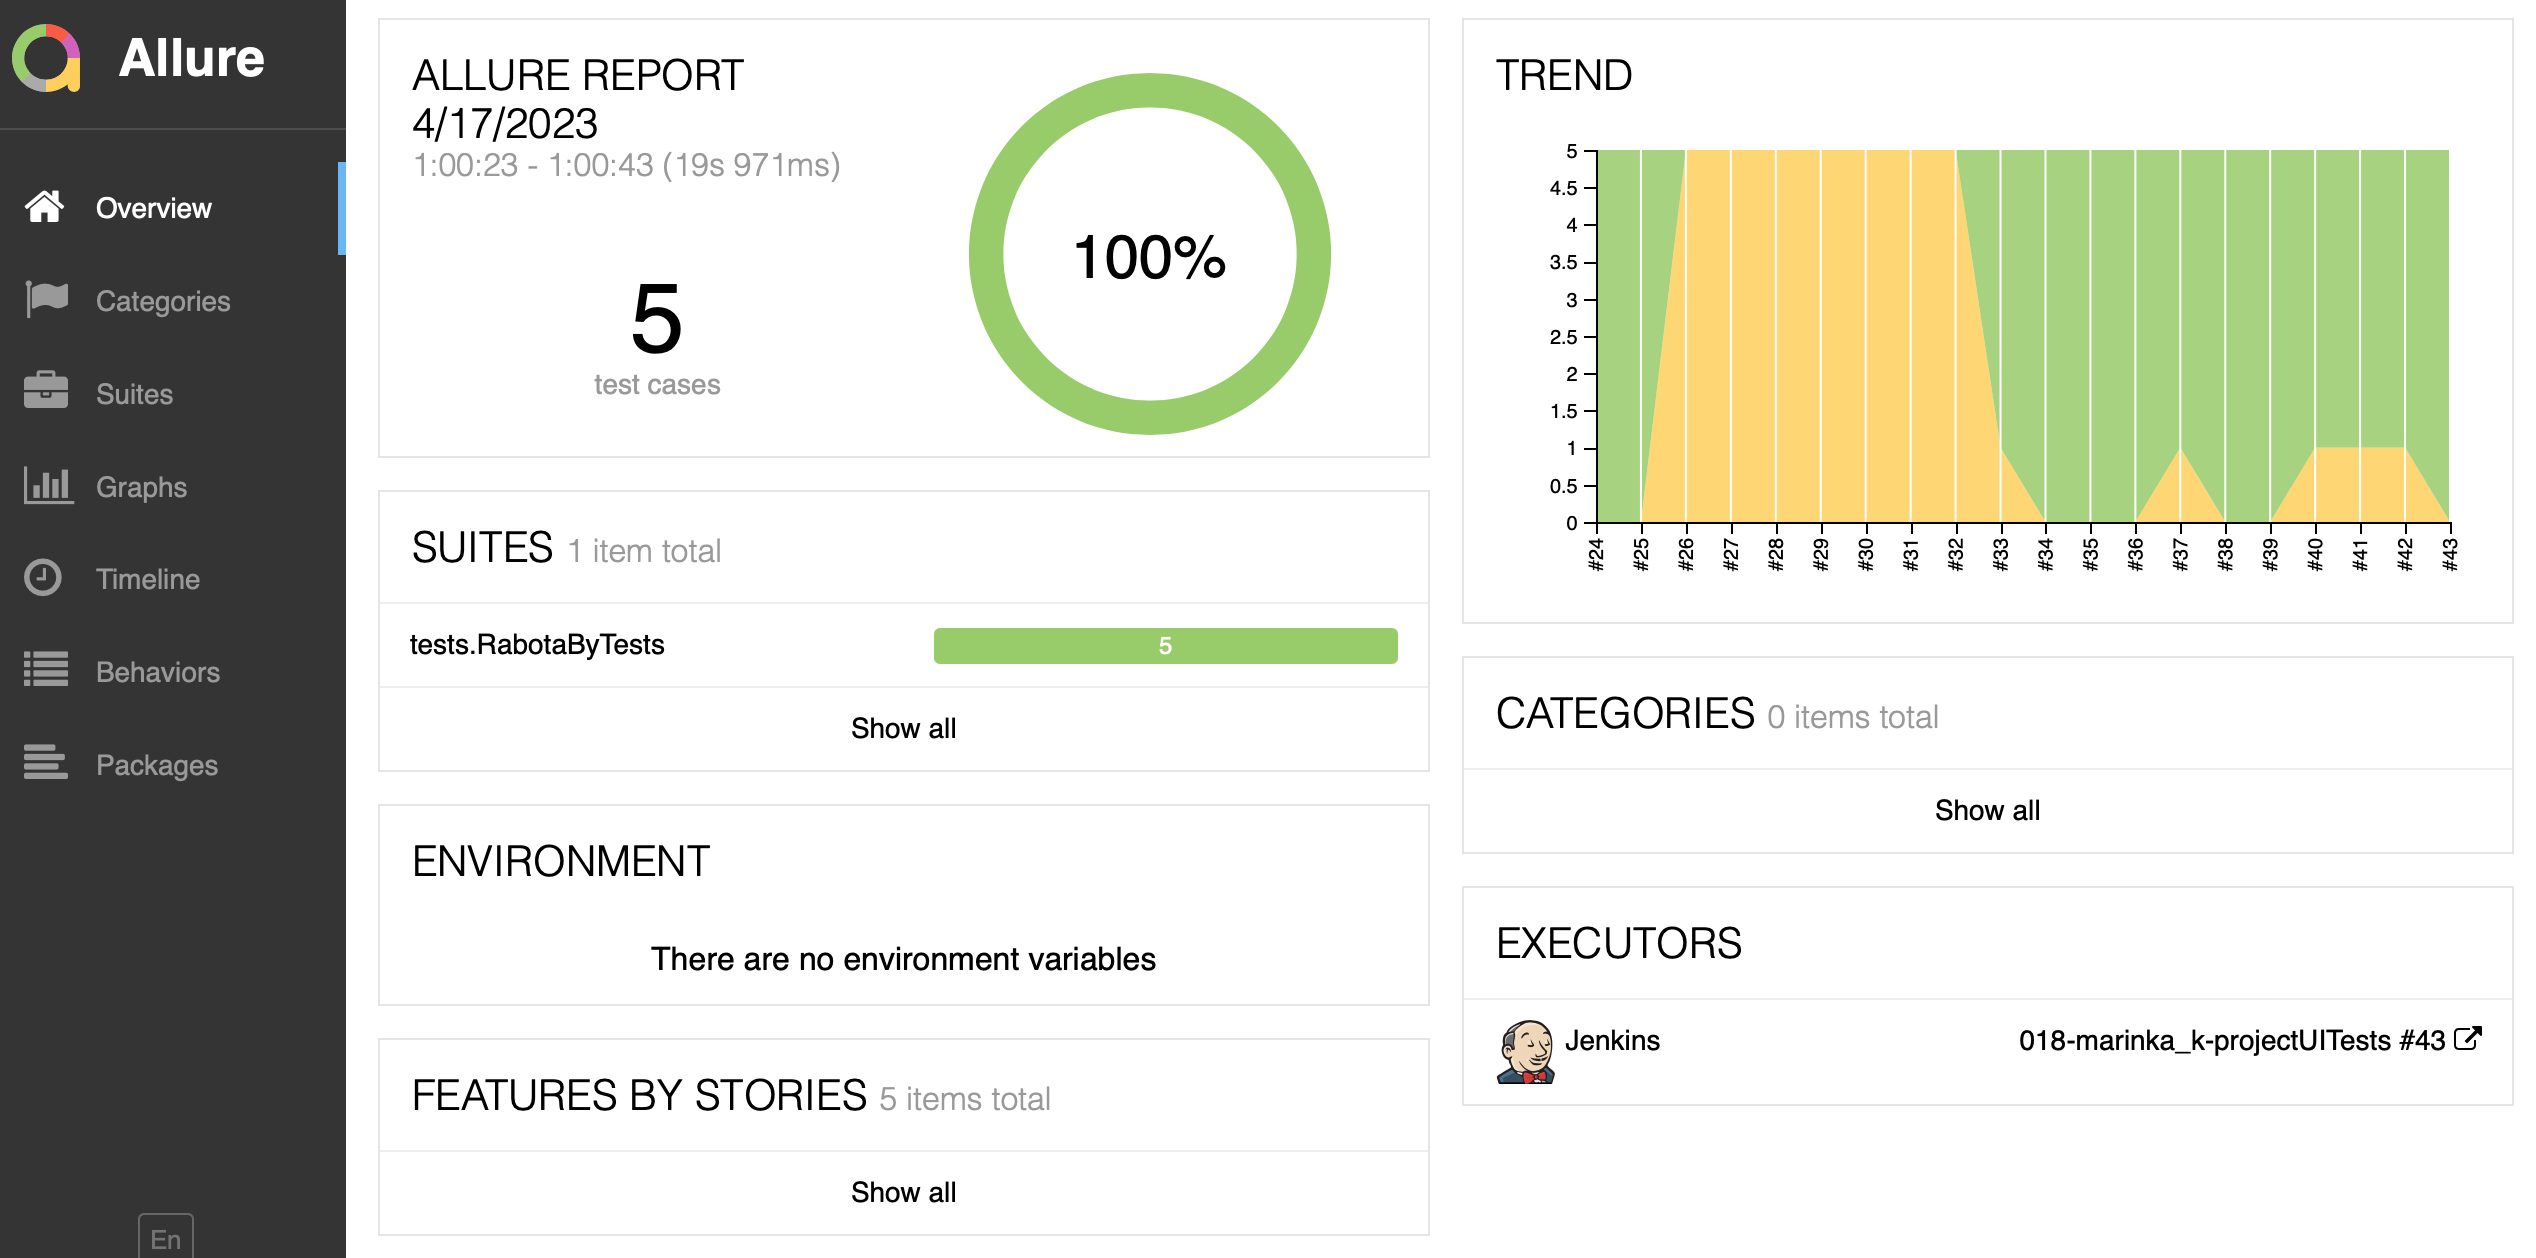 Allure
Overview
Categories
Suites
Graphs
Timeline
Behaviors
Packages
En
ALLURE REPORT
4/17/2023
1:00:23 - 1:00:43 (19s 971ms)
5
test cases
100%
SUITES 1 item total
tests.RabotaByTests 5
Show all
ENVIRONMENT
There are no environment variables
FEATURES BY STORIES 5 items total
Show all
TREND
5
4.5
4
3.5
3
2.5
2
1.5
1
0.5
0
#24 #25 #26 #27 #28 #29 #30 #31 #32 #33 #34 #35 #36 #37 #38 #39 #40 #41 #42 #43
CATEGORIES 0 items total
Show all
EXECUTORS
Jenkins 018-marinka_k-projectUITests #43